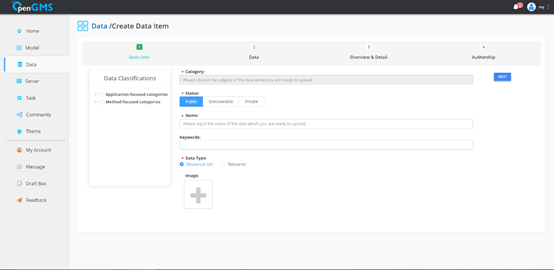 OpenGMS
Home
Model
Data
Server
Task
Community
Theme
My Account
Message
Draft Box
Feedback
Data /Create Data Item
1
2
3
4
Basic Info
Data
Overview & Detail
Authorship
Data Classifications
Application-focused categories
Method-focused categories
* Category:
Please choose the category of the data which you are ready to upload.
NEXT
* Status:
Public
Discoverable
Private
* Name:
Please input the name of the data which you are ready to upload.
Keywords:
* Data Type:
Resources Url
Resource
Image: